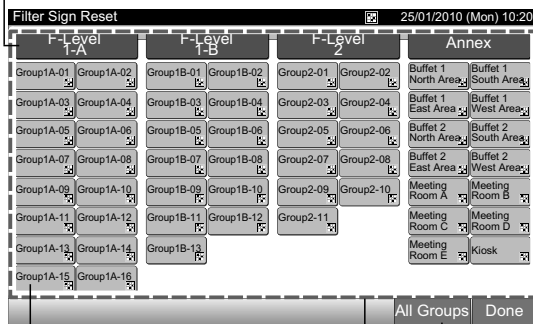 Filter Sign Reset 25/01/2010 (Mon) 10:20
F-Level 1-A
F-Level 1-B
F-Level 2
Annex
Group1A-01 Group1A-02 Group1B-01 Group1B-02 Group2-01 Group2-02 Buffet 1 North Area Buffet 1 South Area
Group1A-03 Group1A-04 Group1B-03 Group1B-04 Group2-03 Group2-04 Buffet 1 East Area Buffet 1 West Area
Group1A-05 Group1A-06 Group1B-05 Group1B-06 Group2-05 Group2-06 Buffet 2 North Area Buffet 2 South Area
Group1A-07 Group1A-08 Group1B-07 Group1B-08 Group2-07 Group2-08 Buffet 2 East Area Buffet 2 West Area
Group1A-09 Group1A-10 Group1B-09 Group1B-10 Group2-09 Group2-10 Meeting Room A Meeting Room B
Group1A-11 Group1A-12 Group1B-11 Group1B-12 Group2-11 Meeting Room C Meeting Room D
Group1A-13 Group1A-14 Group1B-13 Meeting Room E Kiosk
Group1A-15 Group1A-16
All Groups Done